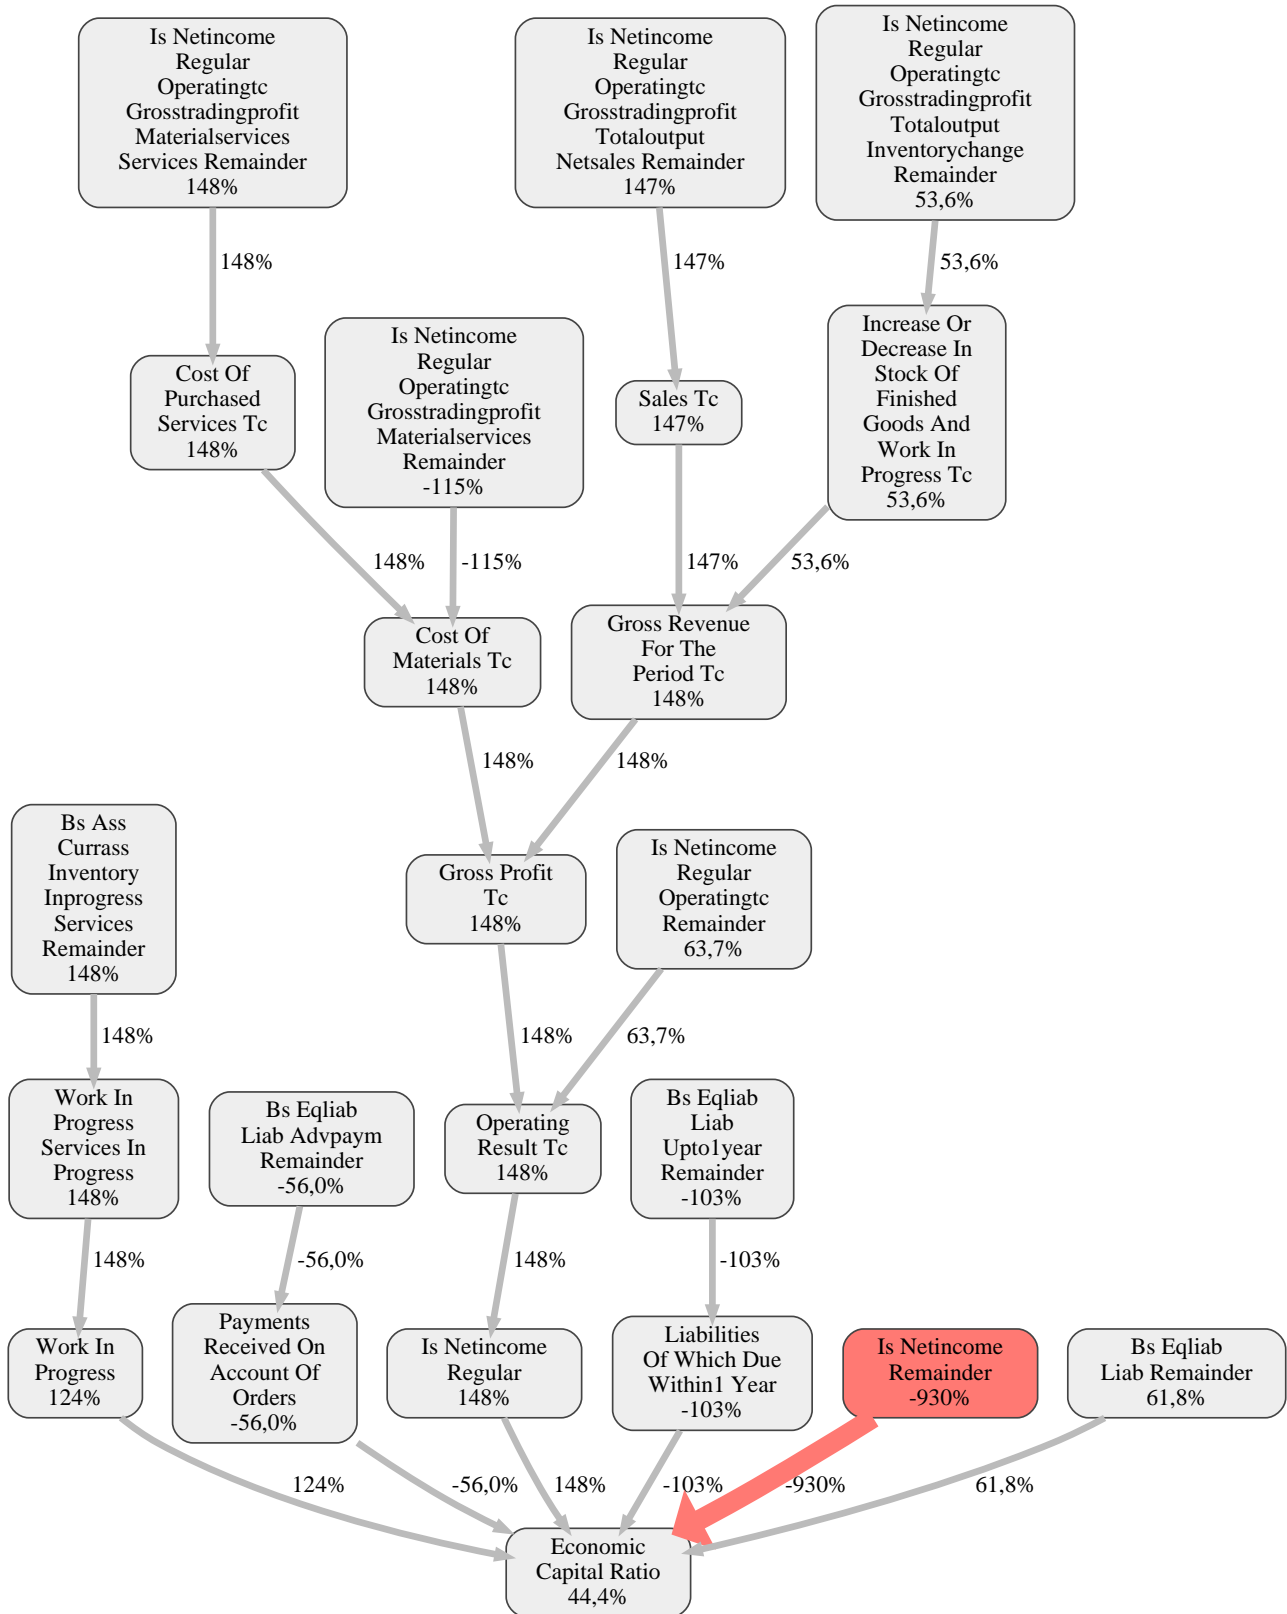 Is Netincome
Regular
Operatingtc
Grosstradingprofit
Materialservices
Services Remainder
148%
Is Netincome
Regular
Operatingtc
Grosstradingprofit
Totaloutput
Netsales Remainder
147%
Is Netincome
Regular
Operatingtc
Grosstradingprofit
Totaloutput
Inventorychange
Remainder
53,6%
148%
147%
53,6%
Cost Of
Purchased
Services Tc
148%
Is Netincome
Regular
Operatingtc
Grosstradingprofit
Materialservices
Remainder
-115%
Sales Tc
147%
Increase Or
Decrease In
Stock Of
Finished
Goods And
Work In
Progress Tc
53,6%
148%
-115%
147%
53,6%
Cost Of
Materials Tc
148%
Gross Revenue
For The
Period Tc
148%
148%
148%
Bs Ass
Currass
Inventory
Inprogress
Services
Remainder
148%
Gross Profit
Tc
148%
Is Netincome
Regular
Operatingtc
Remainder
63,7%
148%
148%
63,7%
Work In
Progress
Services In
Progress
148%
Bs Eqliab
Liab Advpaym
Remainder
-56,0%
Operating
Result Tc
148%
Bs Eqliab
Liab
Upto1year
Remainder
-103%
148%
-56,0%
148%
-103%
Work In
Progress
124%
Payments
Received On
Account Of
Orders
-56,0%
Is Netincome
Regular
148%
Liabilities
Of Which Due
Within1 Year
-103%
Is Netincome
Remainder
-930%
Bs Eqliab
Liab Remainder
61,8%
124%
-56,0%
148%
-103%
-930%
61,8%
Economic
Capital Ratio
44,4%